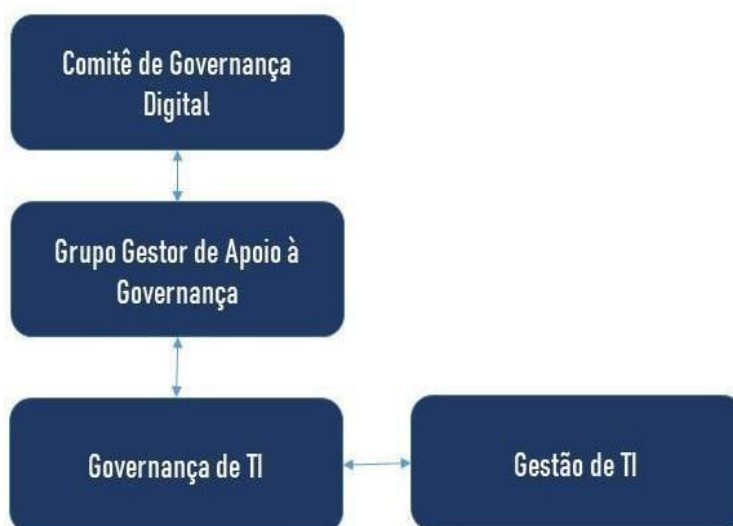 Comitê de Governança
Digital
Grupo Gestor de Apoio à
Governança
Governança de TI
Gestão de TI